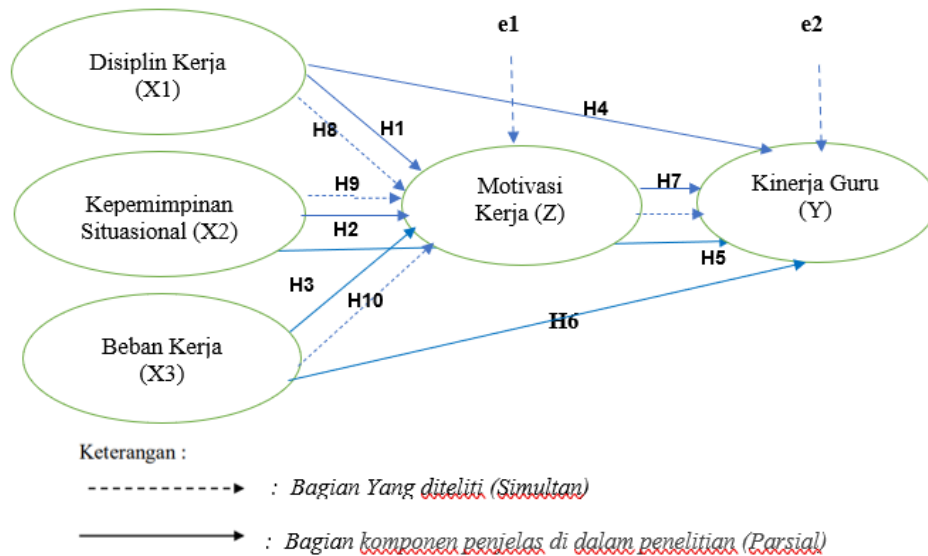 e1
e2
Disiplin Kerja
(X1)
H4
H8
H1
Motivasi
Kerja (Z)
H7
Kinerja Guru
(Y)
H9
Kepemimpinan
Situasional (X2)
H2
H5
H3
H10
H6
Beban Kerja
(X3)
Keterangan :
: Bagian Yang diteliti (Simultan)
: Bagian komponen penjelas di dalam penelitian (Parsial)